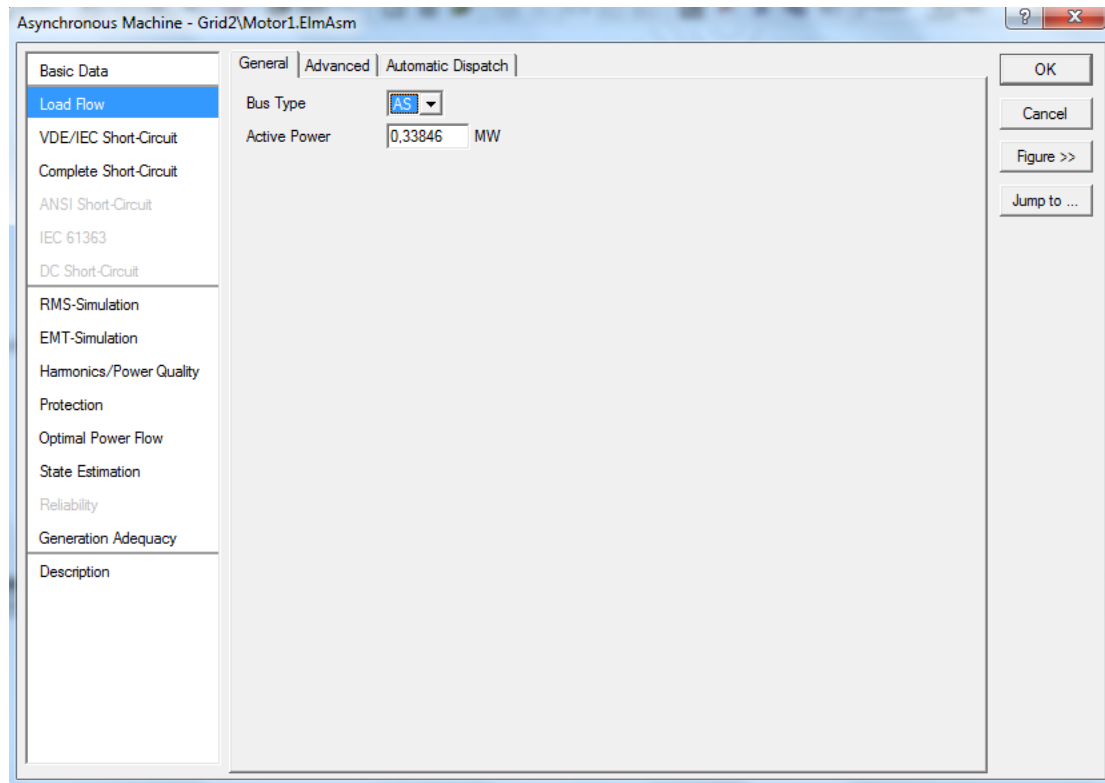 Asynchronous Machine - Grid2\Motor1.ElmAsm
?
X
Basic Data
Load Flow
VDE/IEC Short-Circuit
Complete Short-Circuit
ANSI Short-Circuit
IEC 61363
DC Short-Circuit
RMS-Simulation
EMT-Simulation
Harmonics/Power Quality
Protection
Optimal Power Flow
State Estimation
Reliability
Generation Adequacy
Description
General Advanced Automatic Dispatch
Bus Type AS
Active Power 0,33846 MW
OK
Cancel
Figure >>
Jump to ...